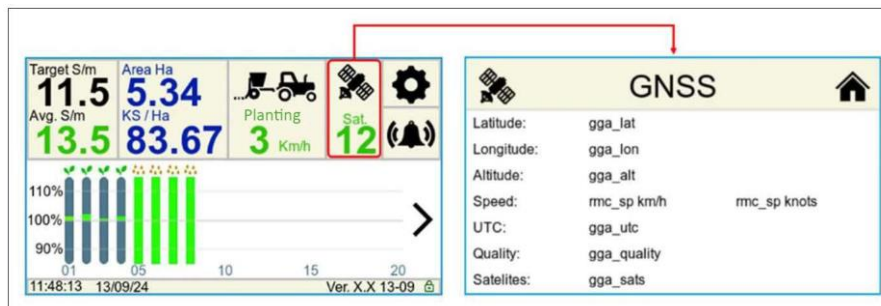 Target S/m Area Ha
11.5 5.34
Avg. S/m KS / Ha Planting Sat.
13.5 83.67 3 Km/h 12
110%
100%
90%
01 05 10 15 20
11:48:13 13/09/24 Ver. X.X 13-09
GNSS
Latitude: gga_lat
Longitude: gga_lon
Altitude: gga_alt
Speed: rmc_sp km/h rmc_sp knots
UTC: gga_utc
Quality: gga_quality
Satelites: gga_sats